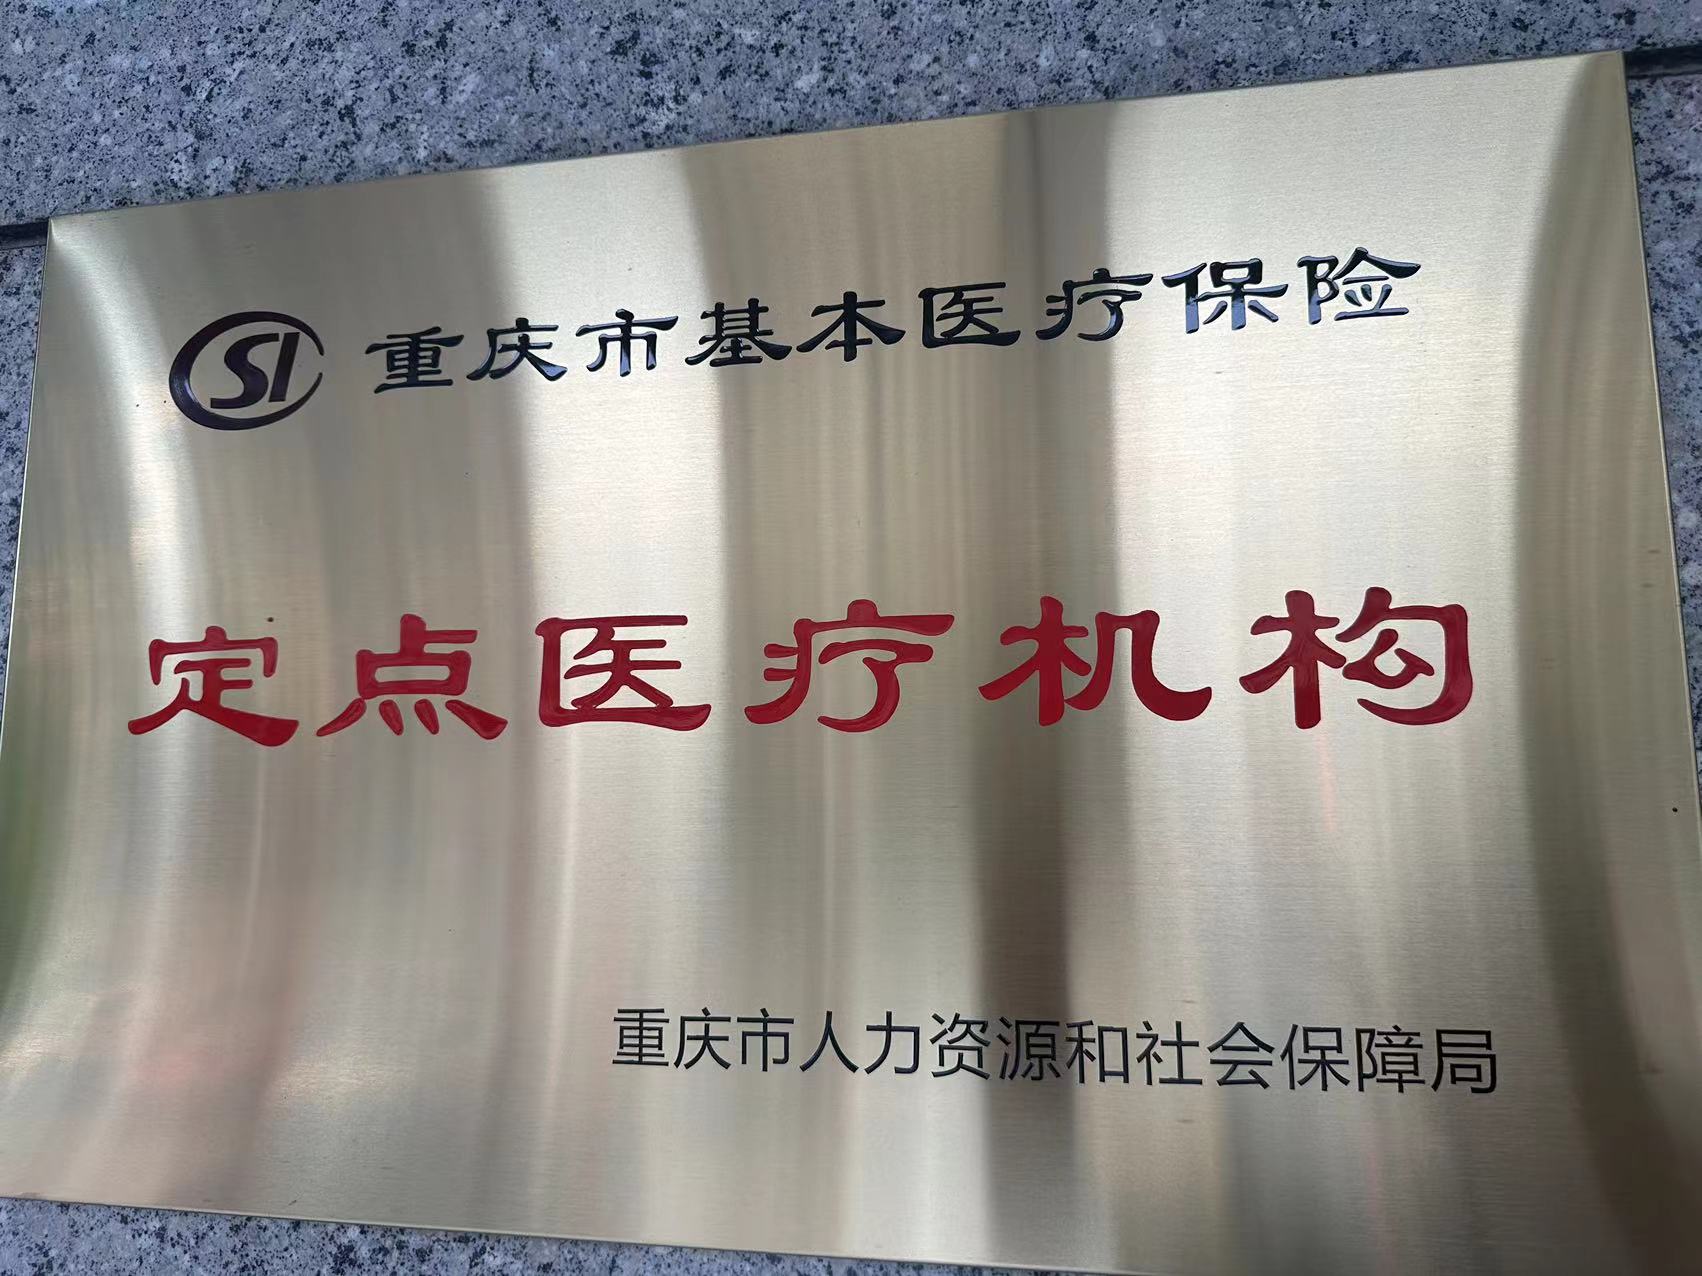 SI 重庆市基本医疗保险
定点医疗机构
重庆市人力资源和社会保障局